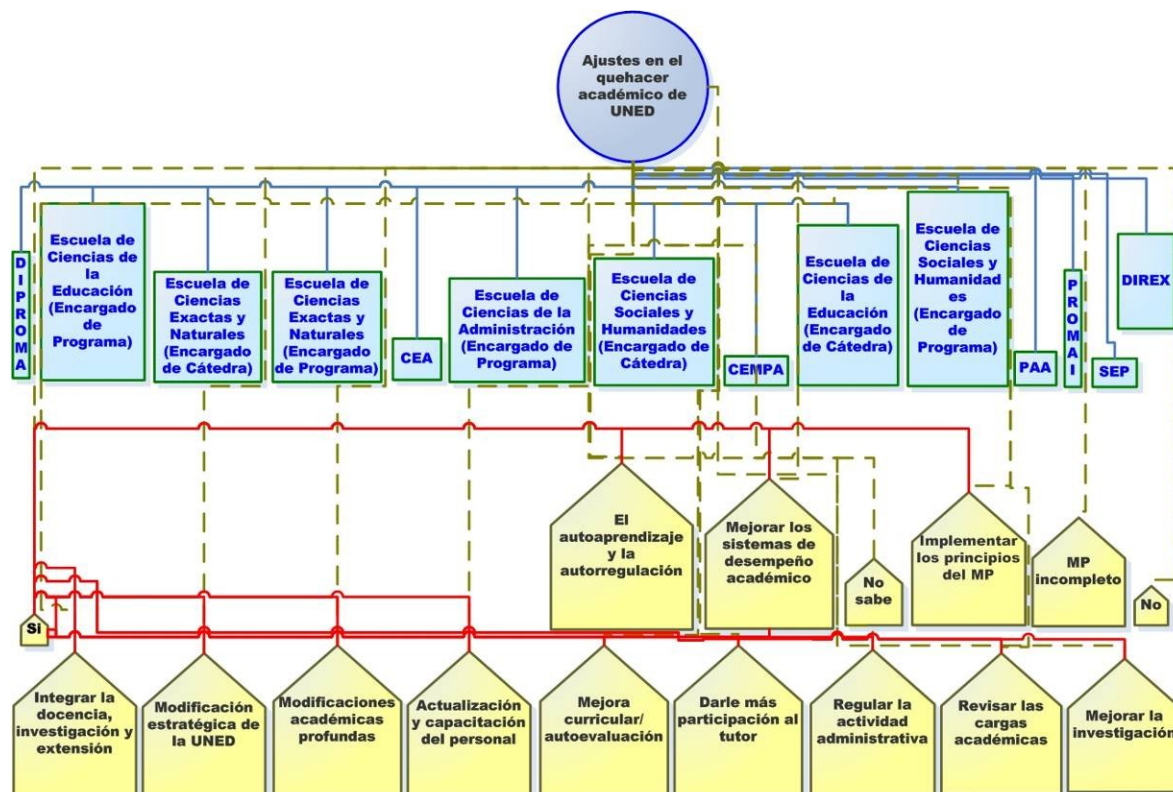 Ajustes en el
quehacer
académico de
UNED
DIPROMA
Escuela de
Ciencias de
la
Educación
(Encargado
de
Programa)
Escuela de
Ciencias
Exactas y
Naturales
(Encargado
de Cátedra)
Escuela de
Ciencias
Exactas y
Naturales
(Encargado
de Programa)
CEA
Escuela de
Ciencias de la
Administración
(Encargado de
Programa)
Escuela de
Ciencias
Sociales y
Humanidades
(Encargado de
Cátedra)
CEMPA
Escuela de
Ciencias
de la
Educación
(Encargado
de Cátedra)
Escuela de
Ciencias
Sociales y
Humanidad
es
(Encargado
de
Programa)
PAA
PROMAI
SEP
DIREX
El
autoaprendizaje
y la
autorregulación
Mejorar los
sistemas de
desempeño
académico
No
sabe
Implementar
los principios
del MP
MP
incompleto
No
Si
Integrar la
docencia,
investigación y
extensión
Modificación
estratégica de
la UNED
Modificaciones
académicas
profundas
Actualización
y capacitación
del personal
Mejora
curricular/
autoevaluación
Darle más
participación al
tutor
Regular la
actividad
administrativa
Revisar las
cargas
académicas
Mejorar la
investigación